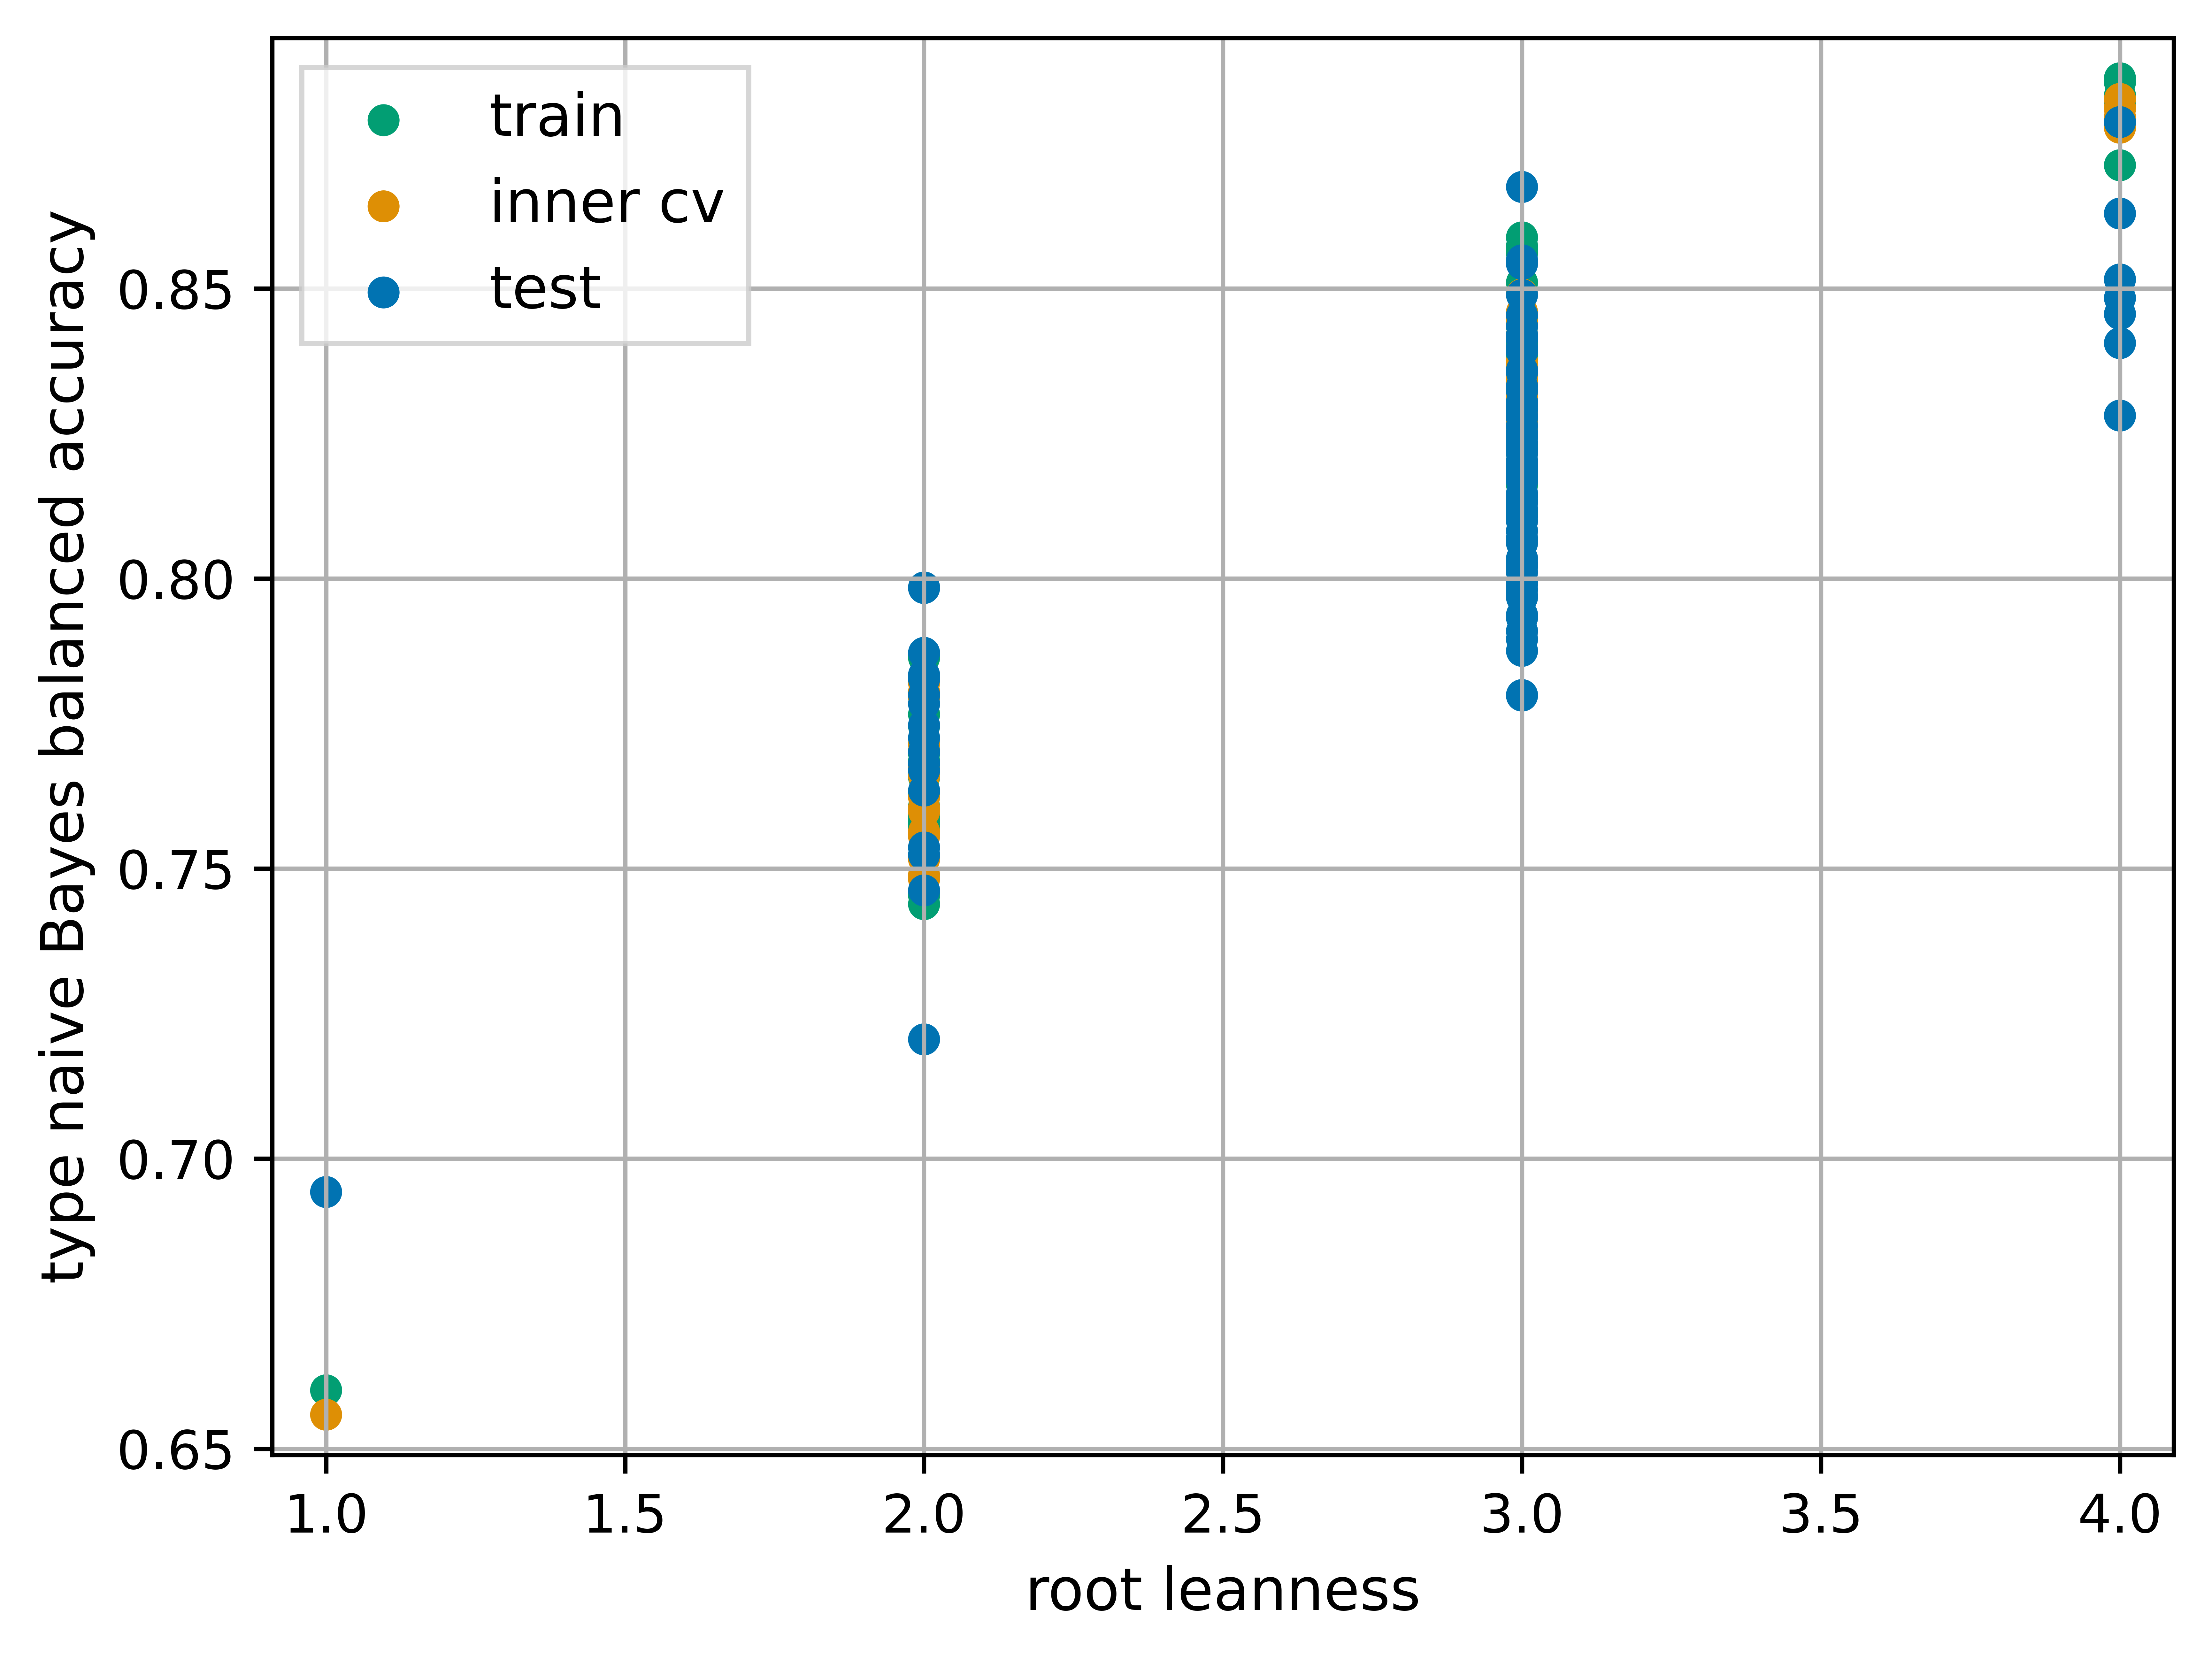 train
inner cv
test
type naive Bayes balanced accuracy
0.85
0.80
0.75
0.70
0.65
1.0 1.5 2.0 2.5 3.0 3.5 4.0
root leanness